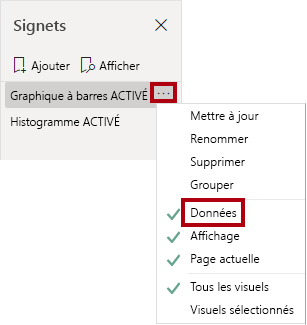 Signets
Ajouter Afficher
Graphique à barres ACTIVÉ ...
Histogramme ACTIVÉ
Mettre à jour
Renommer
Supprimer
Grouper
Données
Affichage
Page actuelle
Tous les visuels
Visuels sélectionnés